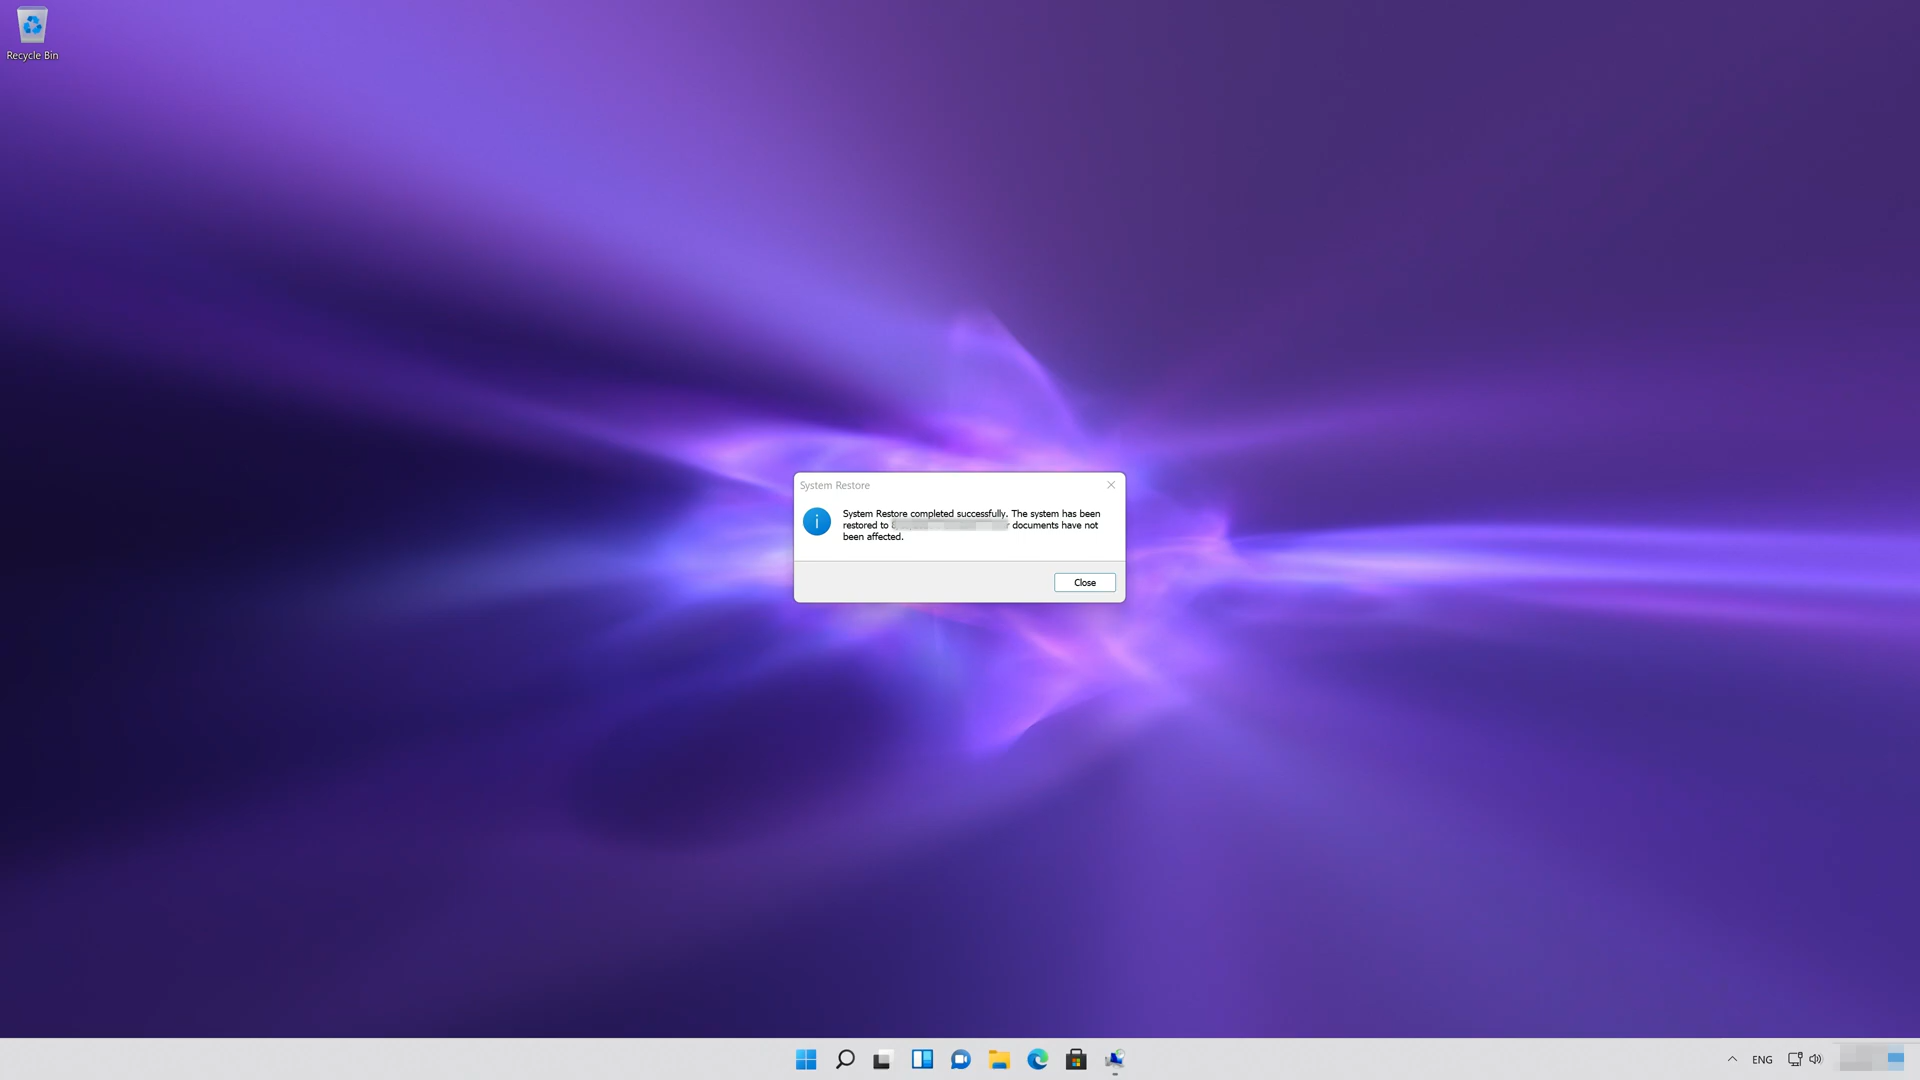 Recycle Bin
System Restore
System Restore completed successfully. The system has been
restored to documents have not
been affected.
Close
ENG